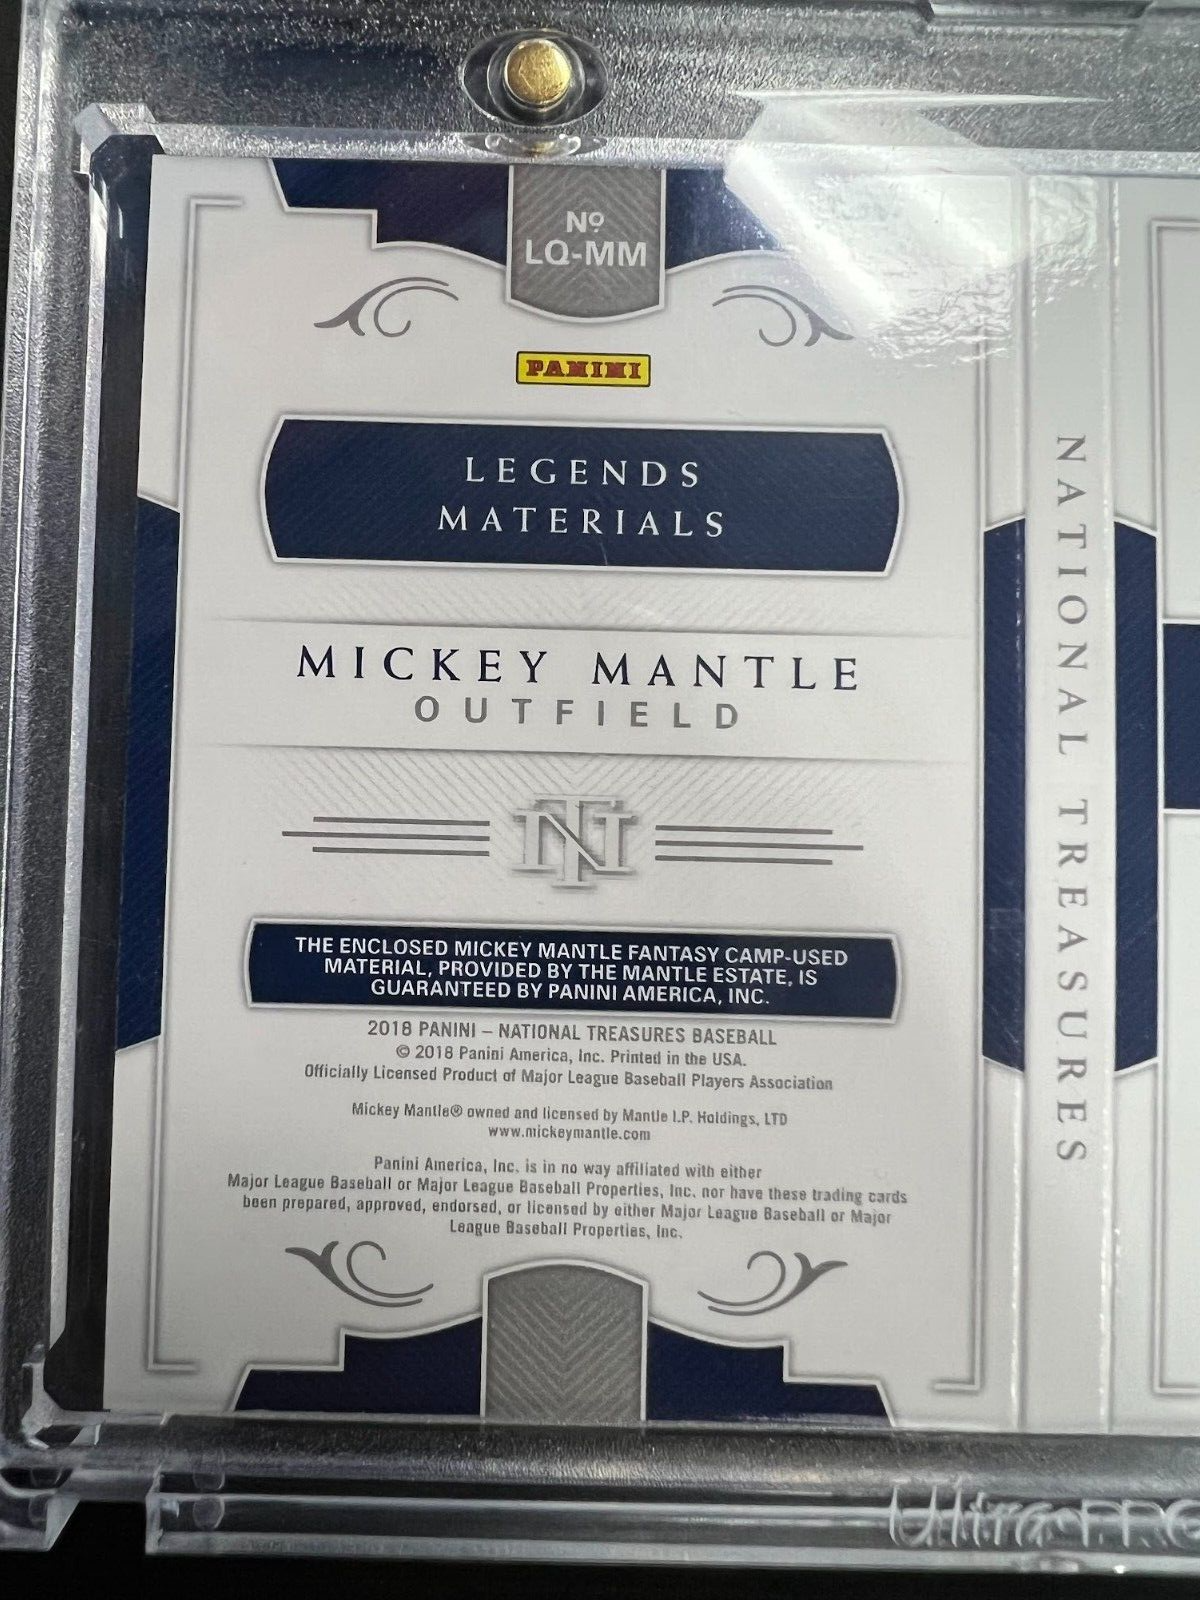 Nº
LQ-MM
PANINI
LEGENDS
MATERIALS
MICKEY MANTLE
OUTFIELD
NT
THE ENCLOSED MICKEY MANTLE FANTASY CAMP-USED
MATERIAL, PROVIDED BY THE MANTLE ESTATE, IS
GUARANTEED BY PANINI AMERICA, INC.
2018 PANINI – NATIONAL TREASURES BASEBALL
© 2018 Panini America, Inc. Printed in the USA.
Officially Licensed Product of Major League Baseball Players Association
Mickey Mantle® owned and licensed by Mantle I.P. Holdings, LTD
www.mickeymantle.com
Panini America, Inc. is in no way affiliated with either
Major League Baseball or Major League Baseball Properties, Inc. nor have these trading cards
been prepared, approved, endorsed, or licensed by either Major League Baseball or Major
League Baseball Properties, Inc.
NATIONAL TREASURES
Ultra PRO